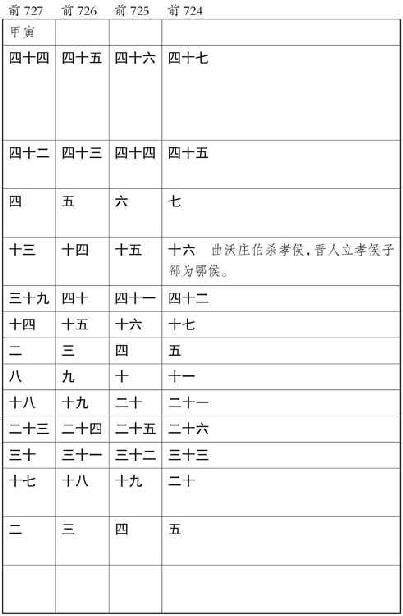 前 727 前 726 前 725 前 724
甲寅
四十四 四十五 四十六 四十七
四十二 四十三 四十四 四十五
四 五 六 七
十三 十四 十五 十六 曲沃庄伯杀孝侯,晋人立孝侯子
郤为鄂侯。
三十九 四十 四十一 四十二
十四 十五 十六 十七
二 三 四 五
八 九 十 十一
十八 十九 二十 二十一
二十三 二十四 二十五 二十六
三十 三十一 三十二 三十三
十七 十八 十九 二十
二 三 四 五